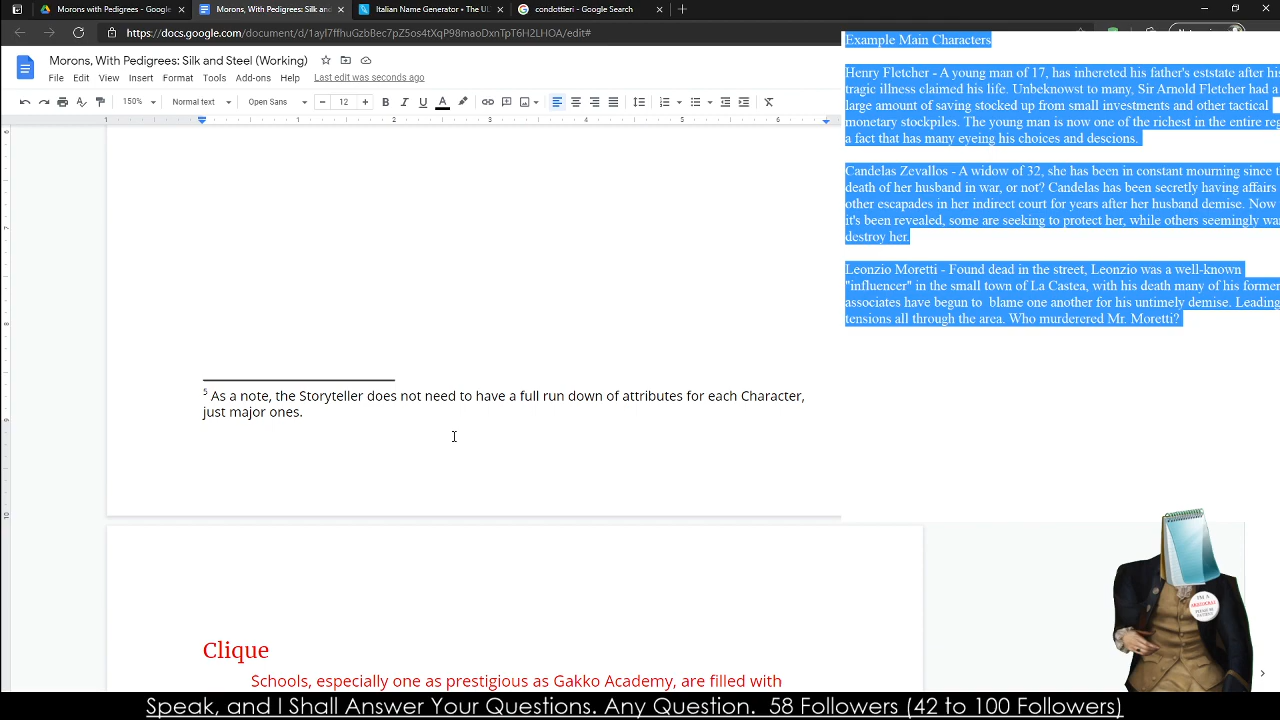 Morons with Pedigrees - Google
Morons, With Pedigrees: Silk and
Italian Name Generator • The UL
condottieri - Google Search
https://docs.google.com/document/d/1ayl7ffhuGzbBec7pZ5os4tXqP98maoDxnTpT6H2LHOA/edit#
Morons, With Pedigrees: Silk and Steel (Working)
File Edit View Insert Format Tools Add-ons Help Last edit was seconds ago
150% Normal text Open Sans 12
1 1 2 3 4 5 6
Example Main Characters
Henry Fletcher - A young man of 17, has inhereted his father's eststate after his
tragic illness claimed his life. Unbeknowst to many, Sir Arnold Fletcher had a
large amount of saving stocked up from small investments and other tactical
monetary stockpiles. The young man is now one of the richest in the entire reg
a fact that has many eyeing his choices and descions.
Candelas Zevallos - A widow of 32, she has been in constant mourning since t
death of her husband in war, or not? Candelas has been secretly having affairs
other escapades in her indirect court for years after her husband demise. Now
it's been revealed, some are seeking to protect her, while others seemingly wa
destroy her.
Leonzio Moretti - Found dead in the street, Leonzio was a well-known
"influencer" in the small town of La Castea, with his death many of his former
associates have begun to blame one another for his untimely demise. Leading
tensions all through the area. Who murderered Mr. Moretti?
5 As a note, the Storyteller does not need to have a full run down of attributes for each Character,
just major ones.
Clique
Schools, especially one as prestigious as Gakko Academy, are filled with
I'M A
Speak, and I Shall Answer Your Questions. Any Question. 58 Followers (42 to 100 Followers)